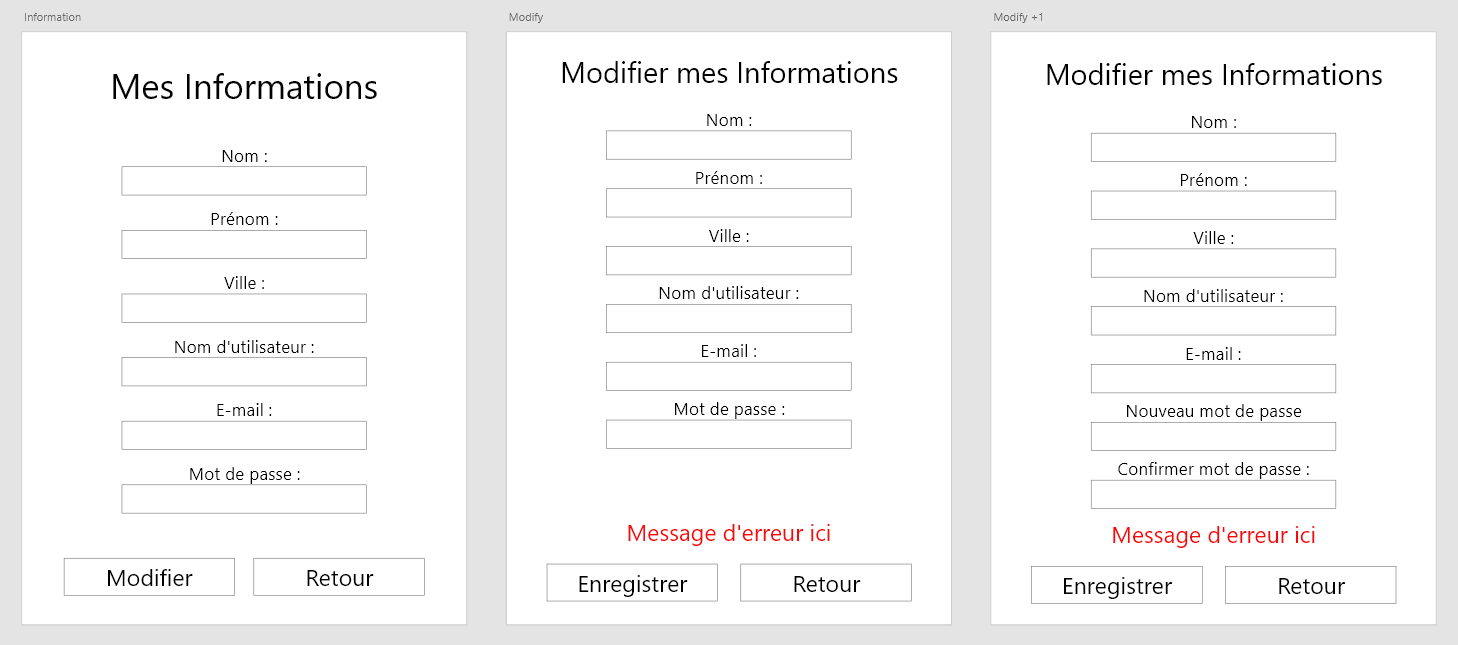 Information
Mes Informations
Nom :
Prénom :
Ville :
Nom d'utilisateur :
E-mail :
Mot de passe :
Modifier
Retour
Modify
Modifier mes Informations
Nom :
Prénom :
Ville :
Nom d'utilisateur :
E-mail :
Mot de passe :
Message d'erreur ici
Enregistrer
Retour
Modify +1
Modifier mes Informations
Nom :
Prénom :
Ville :
Nom d'utilisateur :
E-mail :
Nouveau mot de passe
Confirmer mot de passe :
Message d'erreur ici
Enregistrer
Retour